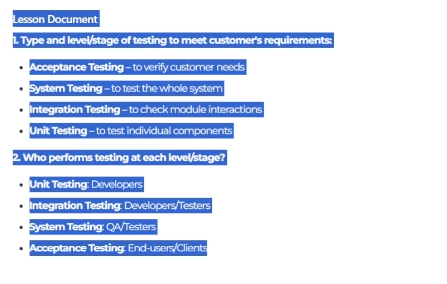 Lesson Document
1. Type and level/stage of testing to meet customer's requirements:
• Acceptance Testing – to verify customer needs
• System Testing – to test the whole system
• Integration Testing – to check module interactions
• Unit Testing – to test individual components
2. Who performs testing at each level/stage?
• Unit Testing: Developers
• Integration Testing: Developers/Testers
• System Testing: QA/Testers
• Acceptance Testing: End-users/Clients